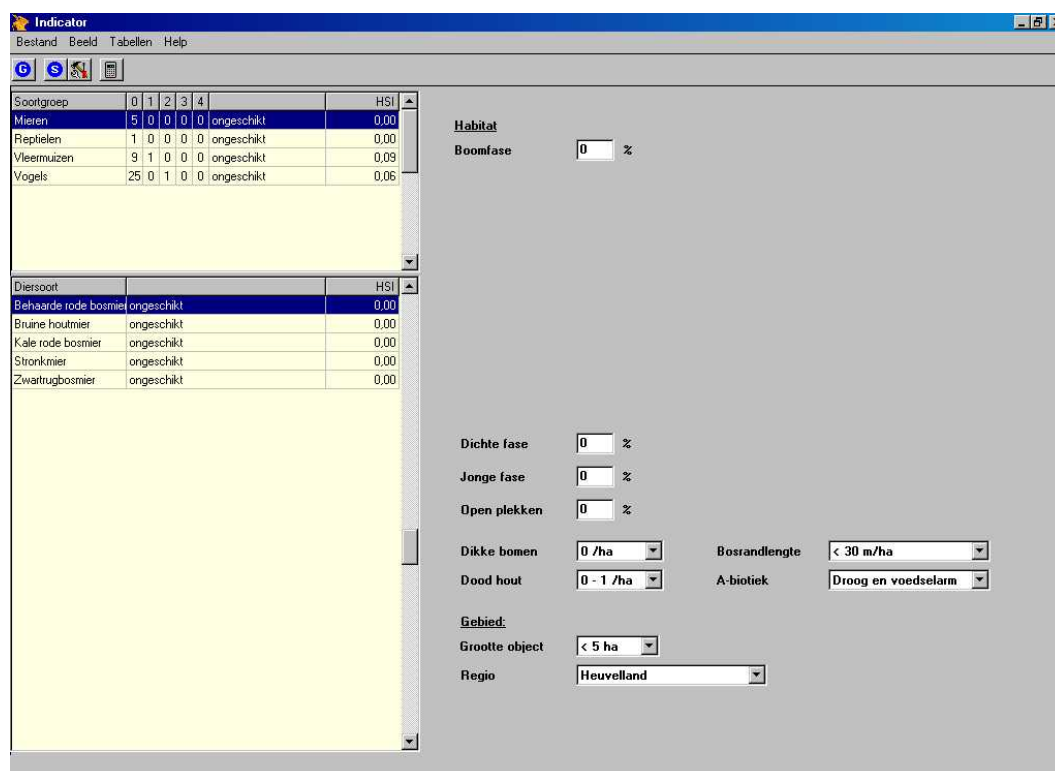 Indicator
Bestand Beeld Tabellen Help
G S
Soortgroep 0 1 2 3 4 HSI
Mieren 5 0 0 0 0 ongeschikt 0,00
Reptielen 1 0 0 0 0 ongeschikt 0,00
Vleermuizen 9 1 0 0 0 ongeschikt 0,09
Vogels 25 0 1 0 0 ongeschikt 0,06
Diersoort HSI
Behaarde rode bosmier ongeschikt 0,00
Bruine houtmier ongeschikt 0,00
Kale rode bosmier ongeschikt 0,00
Stronkmier ongeschikt 0,00
Zwartrugbosmier ongeschikt 0,00
Habitat
Boomfase 0 %
Dichte fase 0 %
Jonge fase 0 %
Open plekken 0 %
Dikke bomen 0 /ha Bosrandlengte < 30 m/ha
Dood hout 0 - 1 /ha A-biotiek Droog en voedselarm
Gebied:
Grootte object < 5 ha
Regio Heuvelland